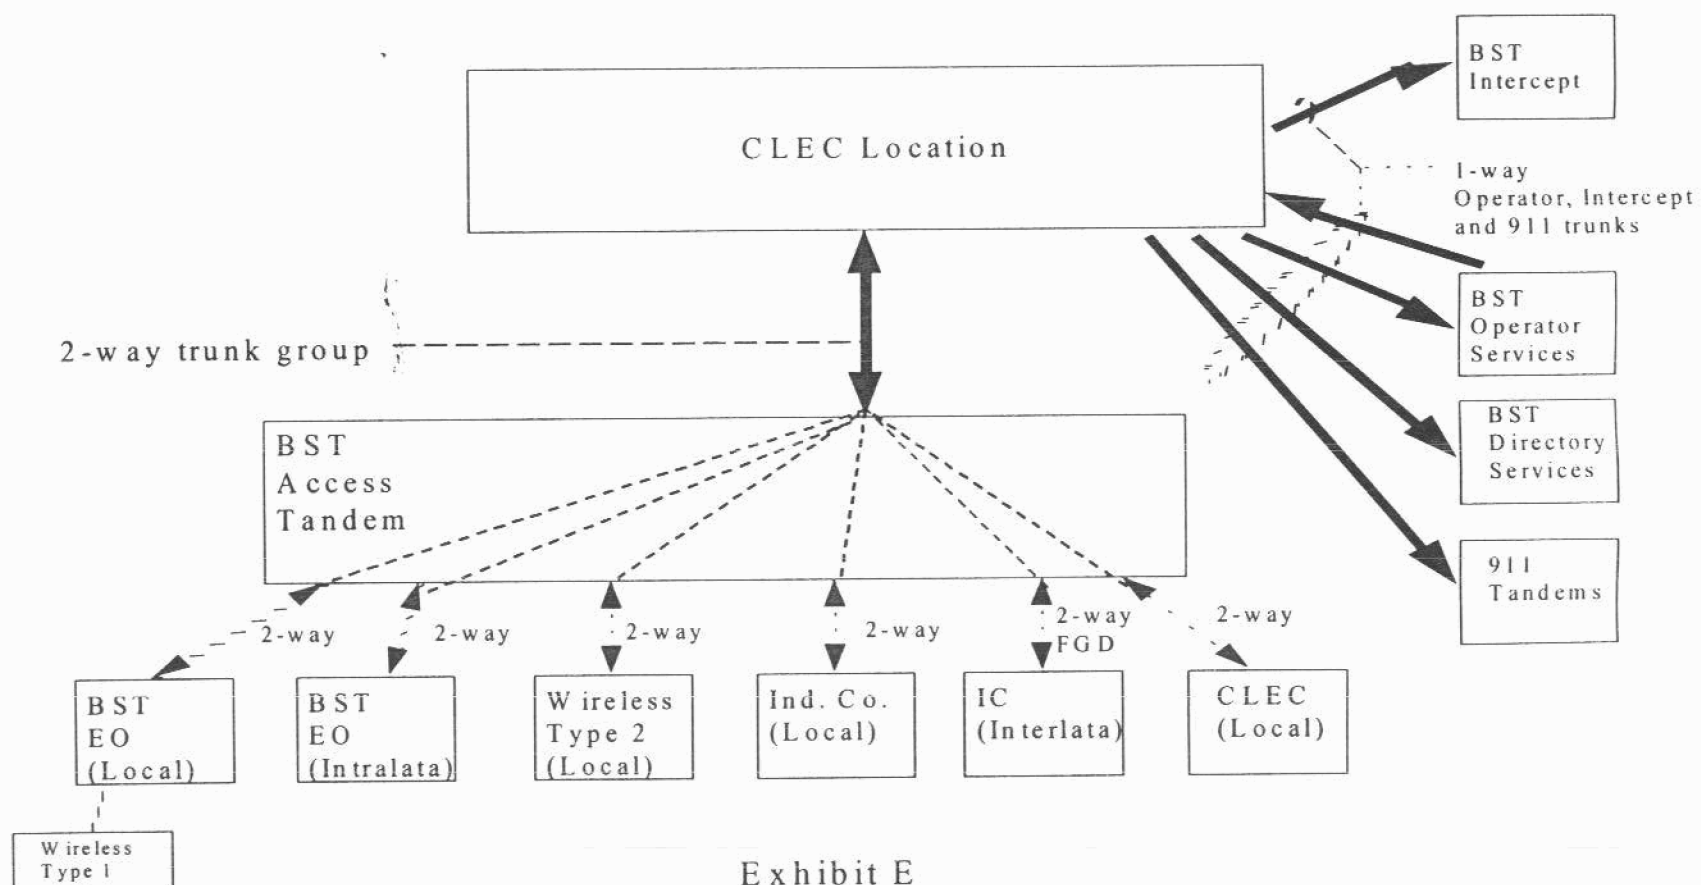 BST
Intercept
CLEC Location
1-way
Operator, Intercept
and 911 trunks
BST
Operator
Services
2-way trunk group
BST
Directory
Services
BST
Access
Tandem
911
Tandems
2-way
2-way
2-way
2-way
2-way
FGD
2-way
BST
EO
(Local)
BST
EO
(Intralata)
Wireless
Type 2
(Local)
Ind. Co.
(Local)
IC
(Interlata)
CLEC
(Local)
Wireless
Type 1
Exhibit E